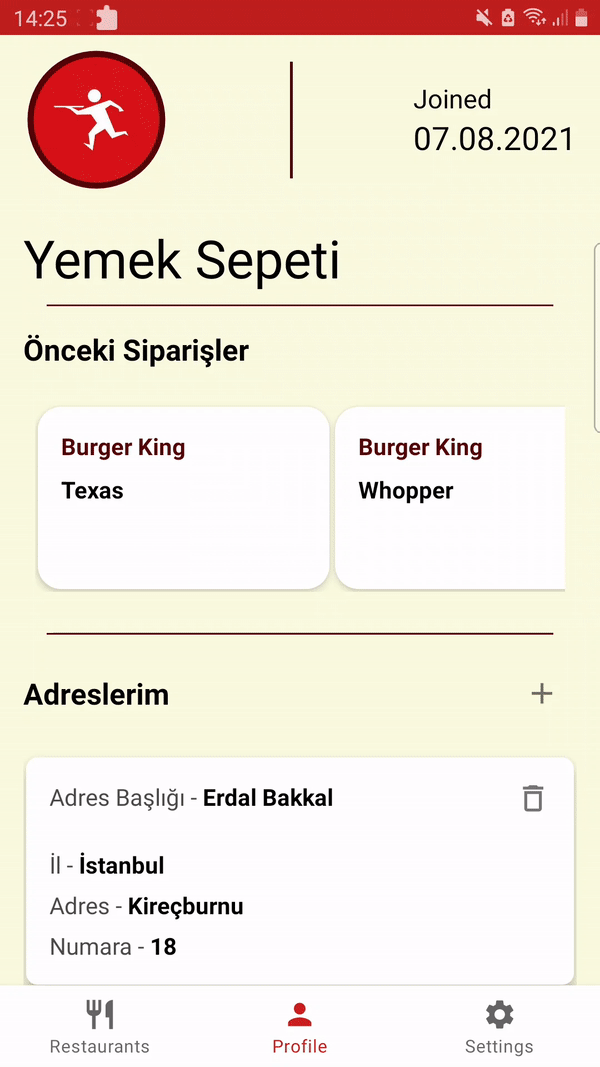 14:25
Joined
07.08.2021
Yemek Sepeti
Önceki Siparişler
Burger King
Texas
Burger King
Whopper
Adreslerim
Adres Başlığı - Erdal Bakkal
İl - İstanbul
Adres - Kireçburnu
Numara - 18
Restaurants
Profile
Settings